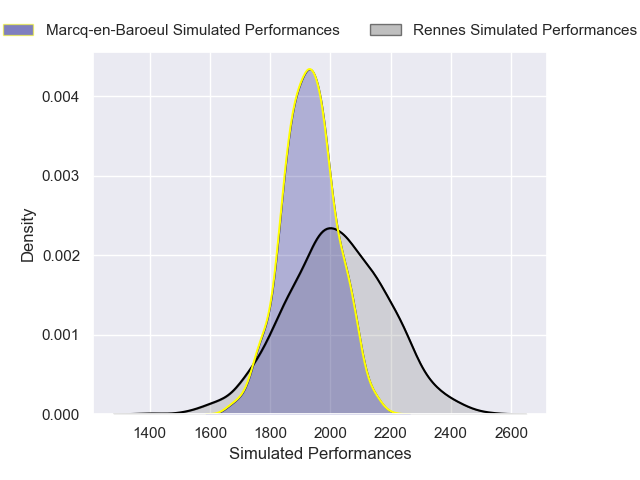 Marcq-en-Baroeul Simulated Performances Rennes Simulated Performances
0.004
0.003
0.002
0.001
0.000
Density
1400 1600 1800 2000 2200 2400 2600
Simulated Performances